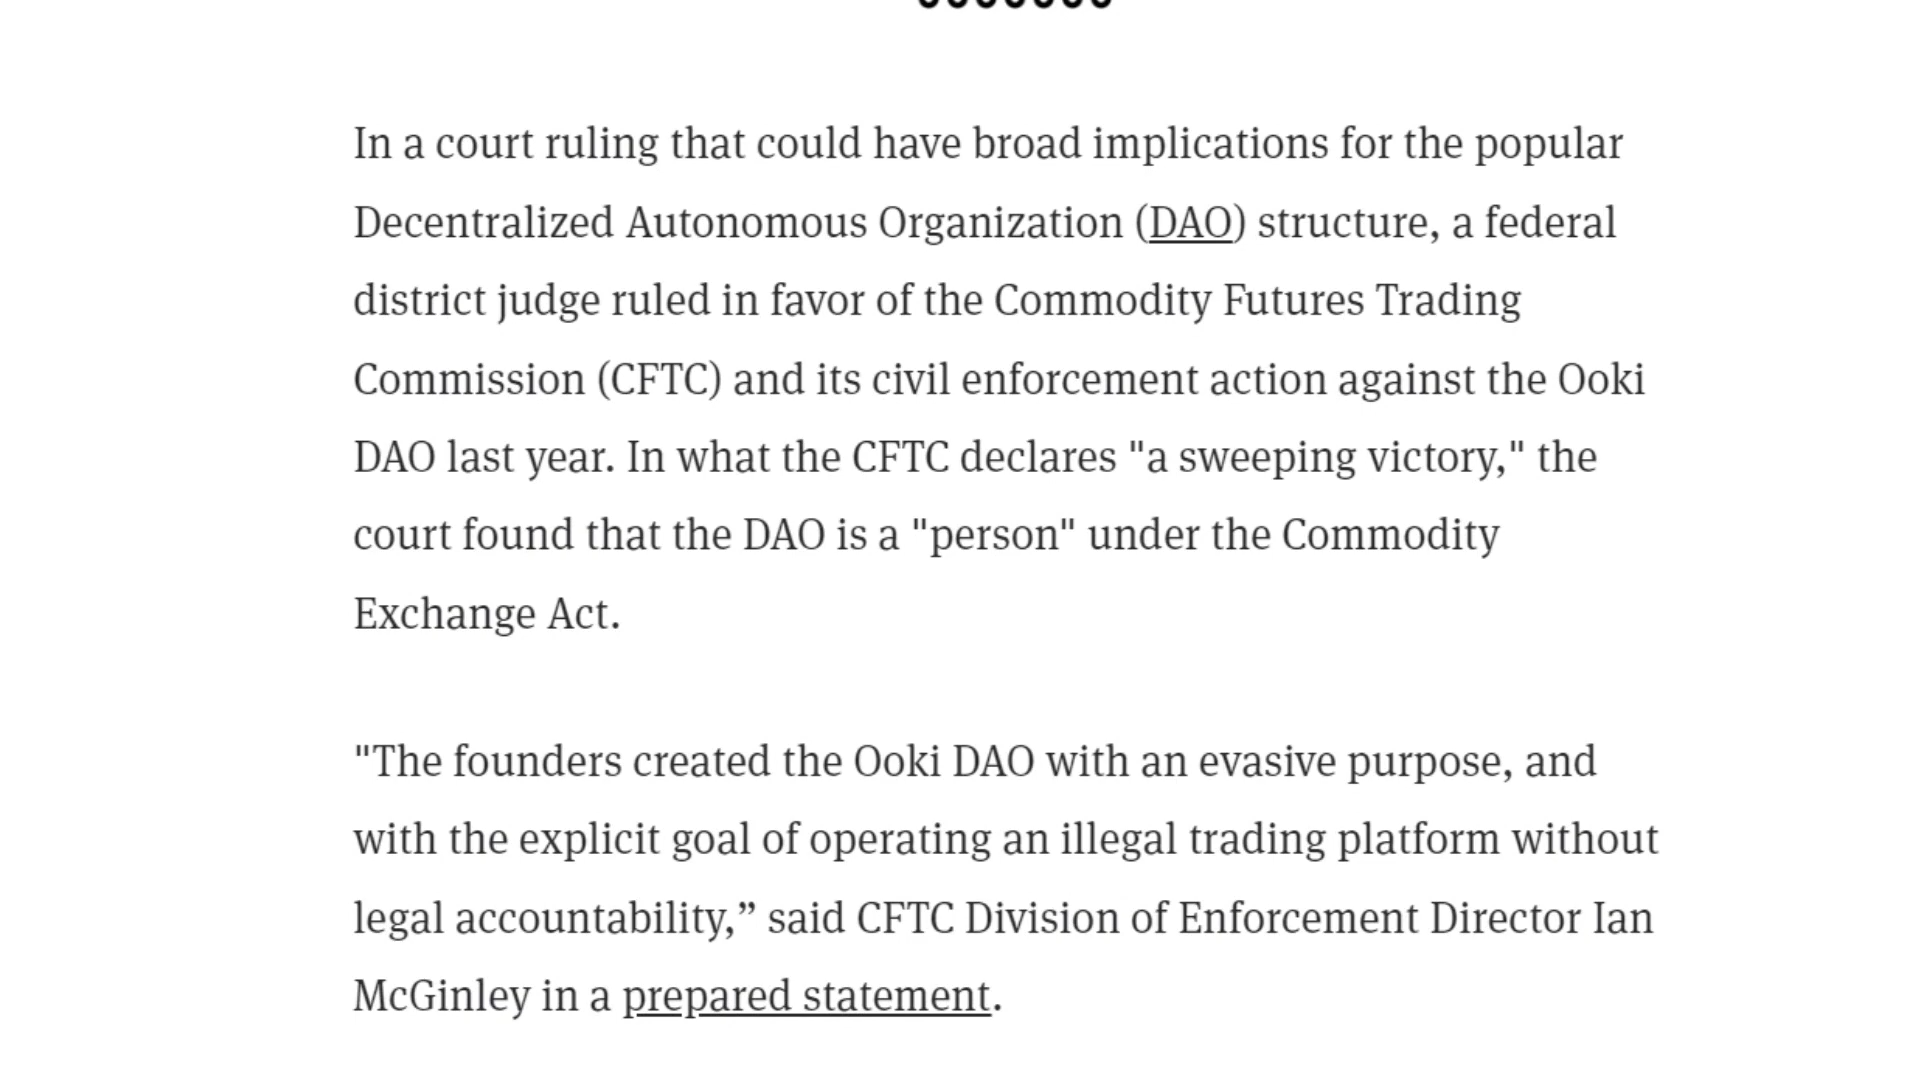 In a court ruling that could have broad implications for the popular
Decentralized Autonomous Organization (DAO) structure, a federal
district judge ruled in favor of the Commodity Futures Trading
Commission (CFTC) and its civil enforcement action against the Ooki
DAO last year. In what the CFTC declares "a sweeping victory," the
court found that the DAO is a "person" under the Commodity
Exchange Act.
"The founders created the Ooki DAO with an evasive purpose, and
with the explicit goal of operating an illegal trading platform without
legal accountability,” said CFTC Division of Enforcement Director Ian
McGinley in a prepared statement.